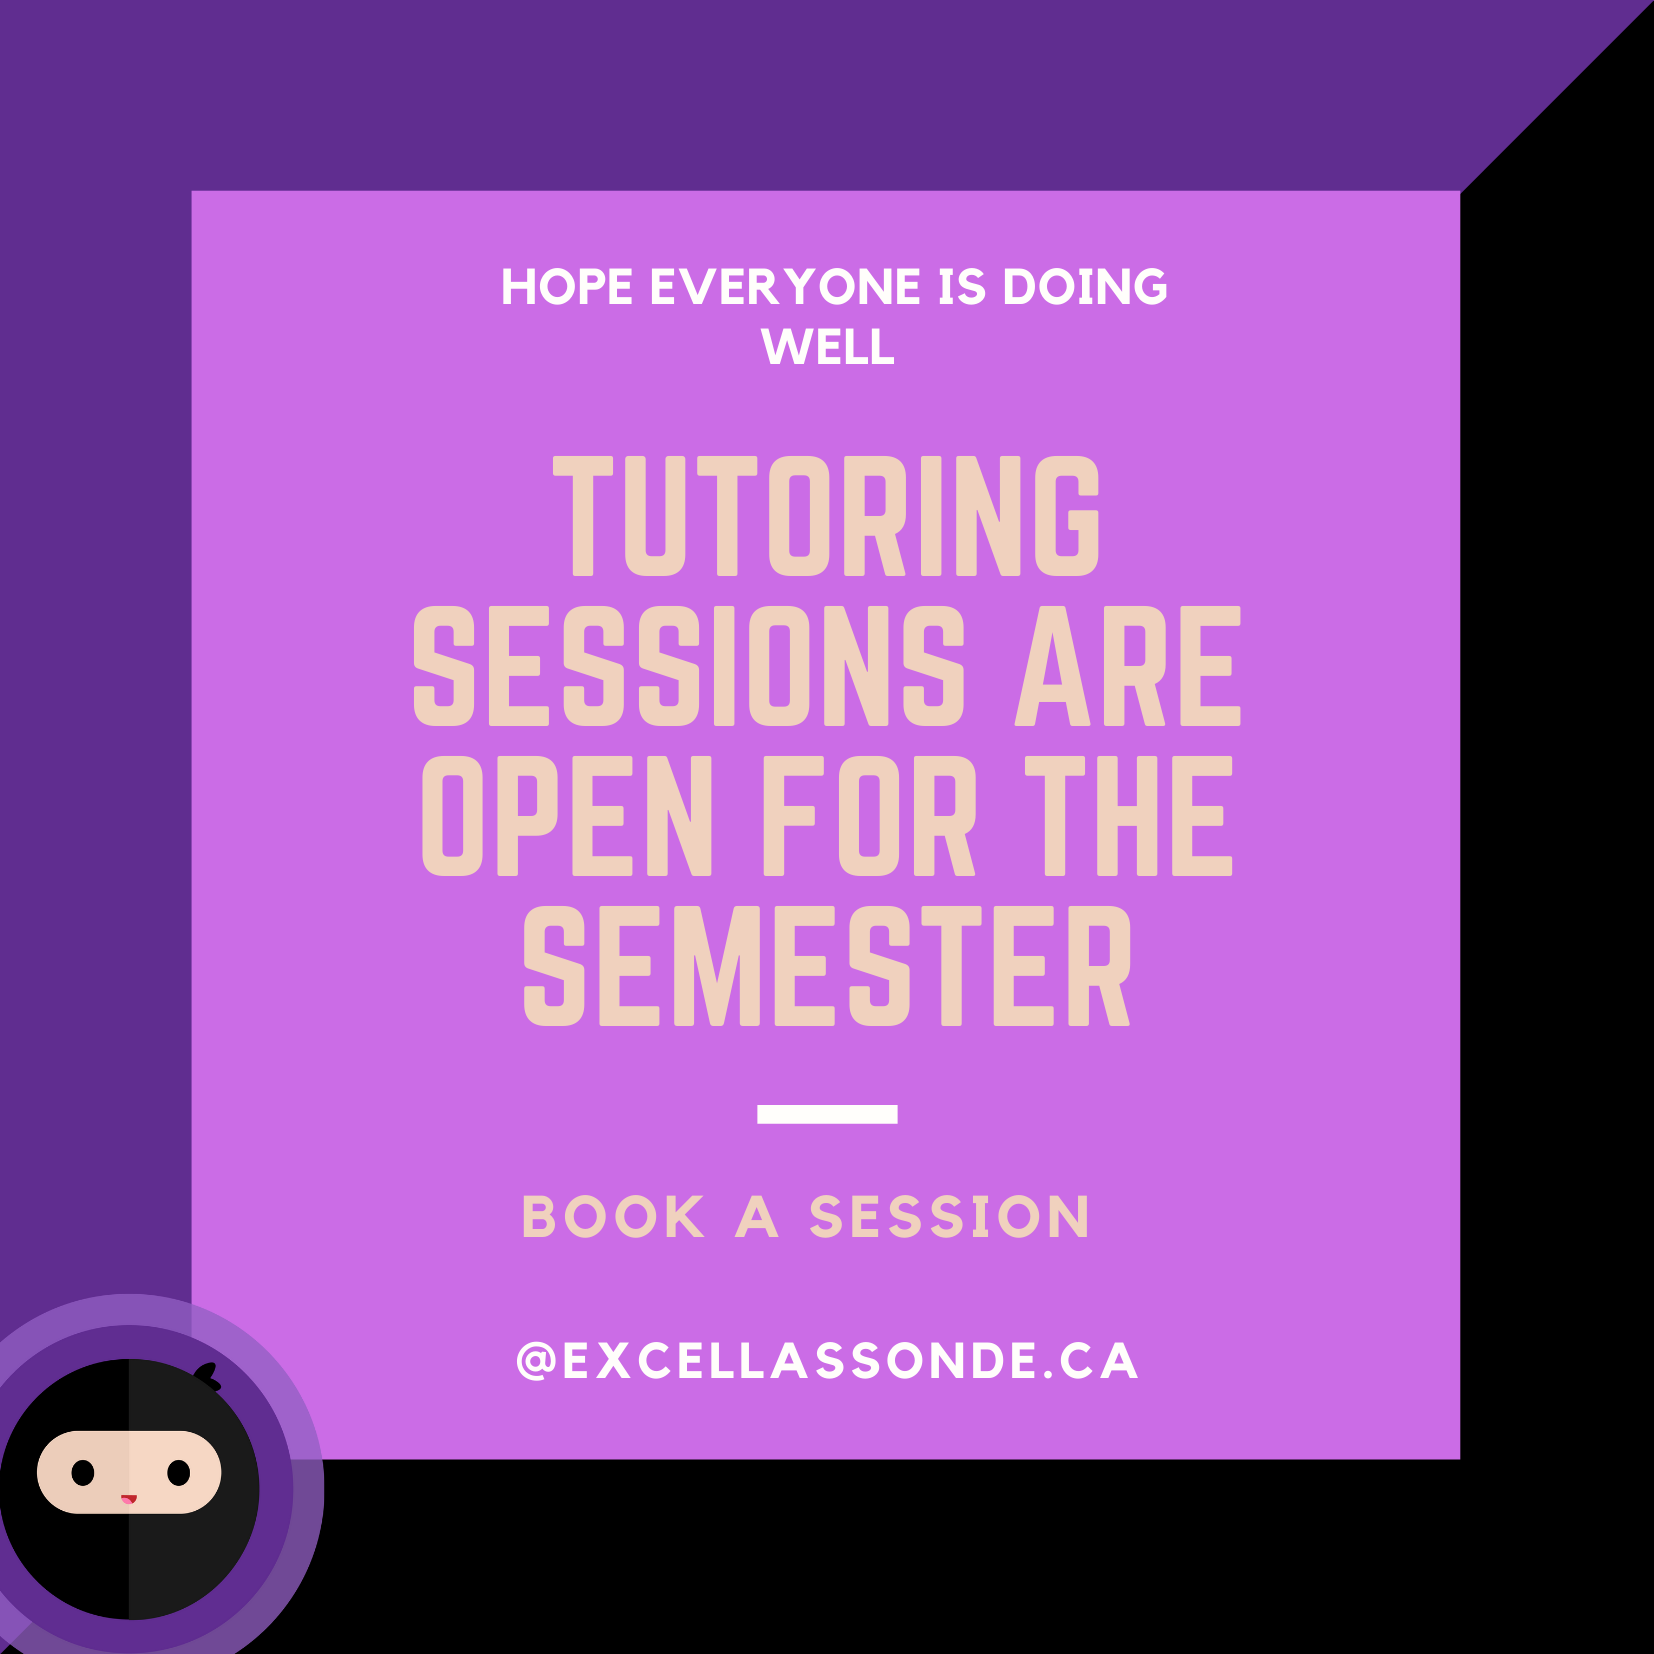 HOPE EVERYONE IS DOING
WELL
TUTORING
SESSIONS ARE
OPEN FOR THE
SEMESTER
BOOK A SESSION
@EXCELLASSONDE.CA